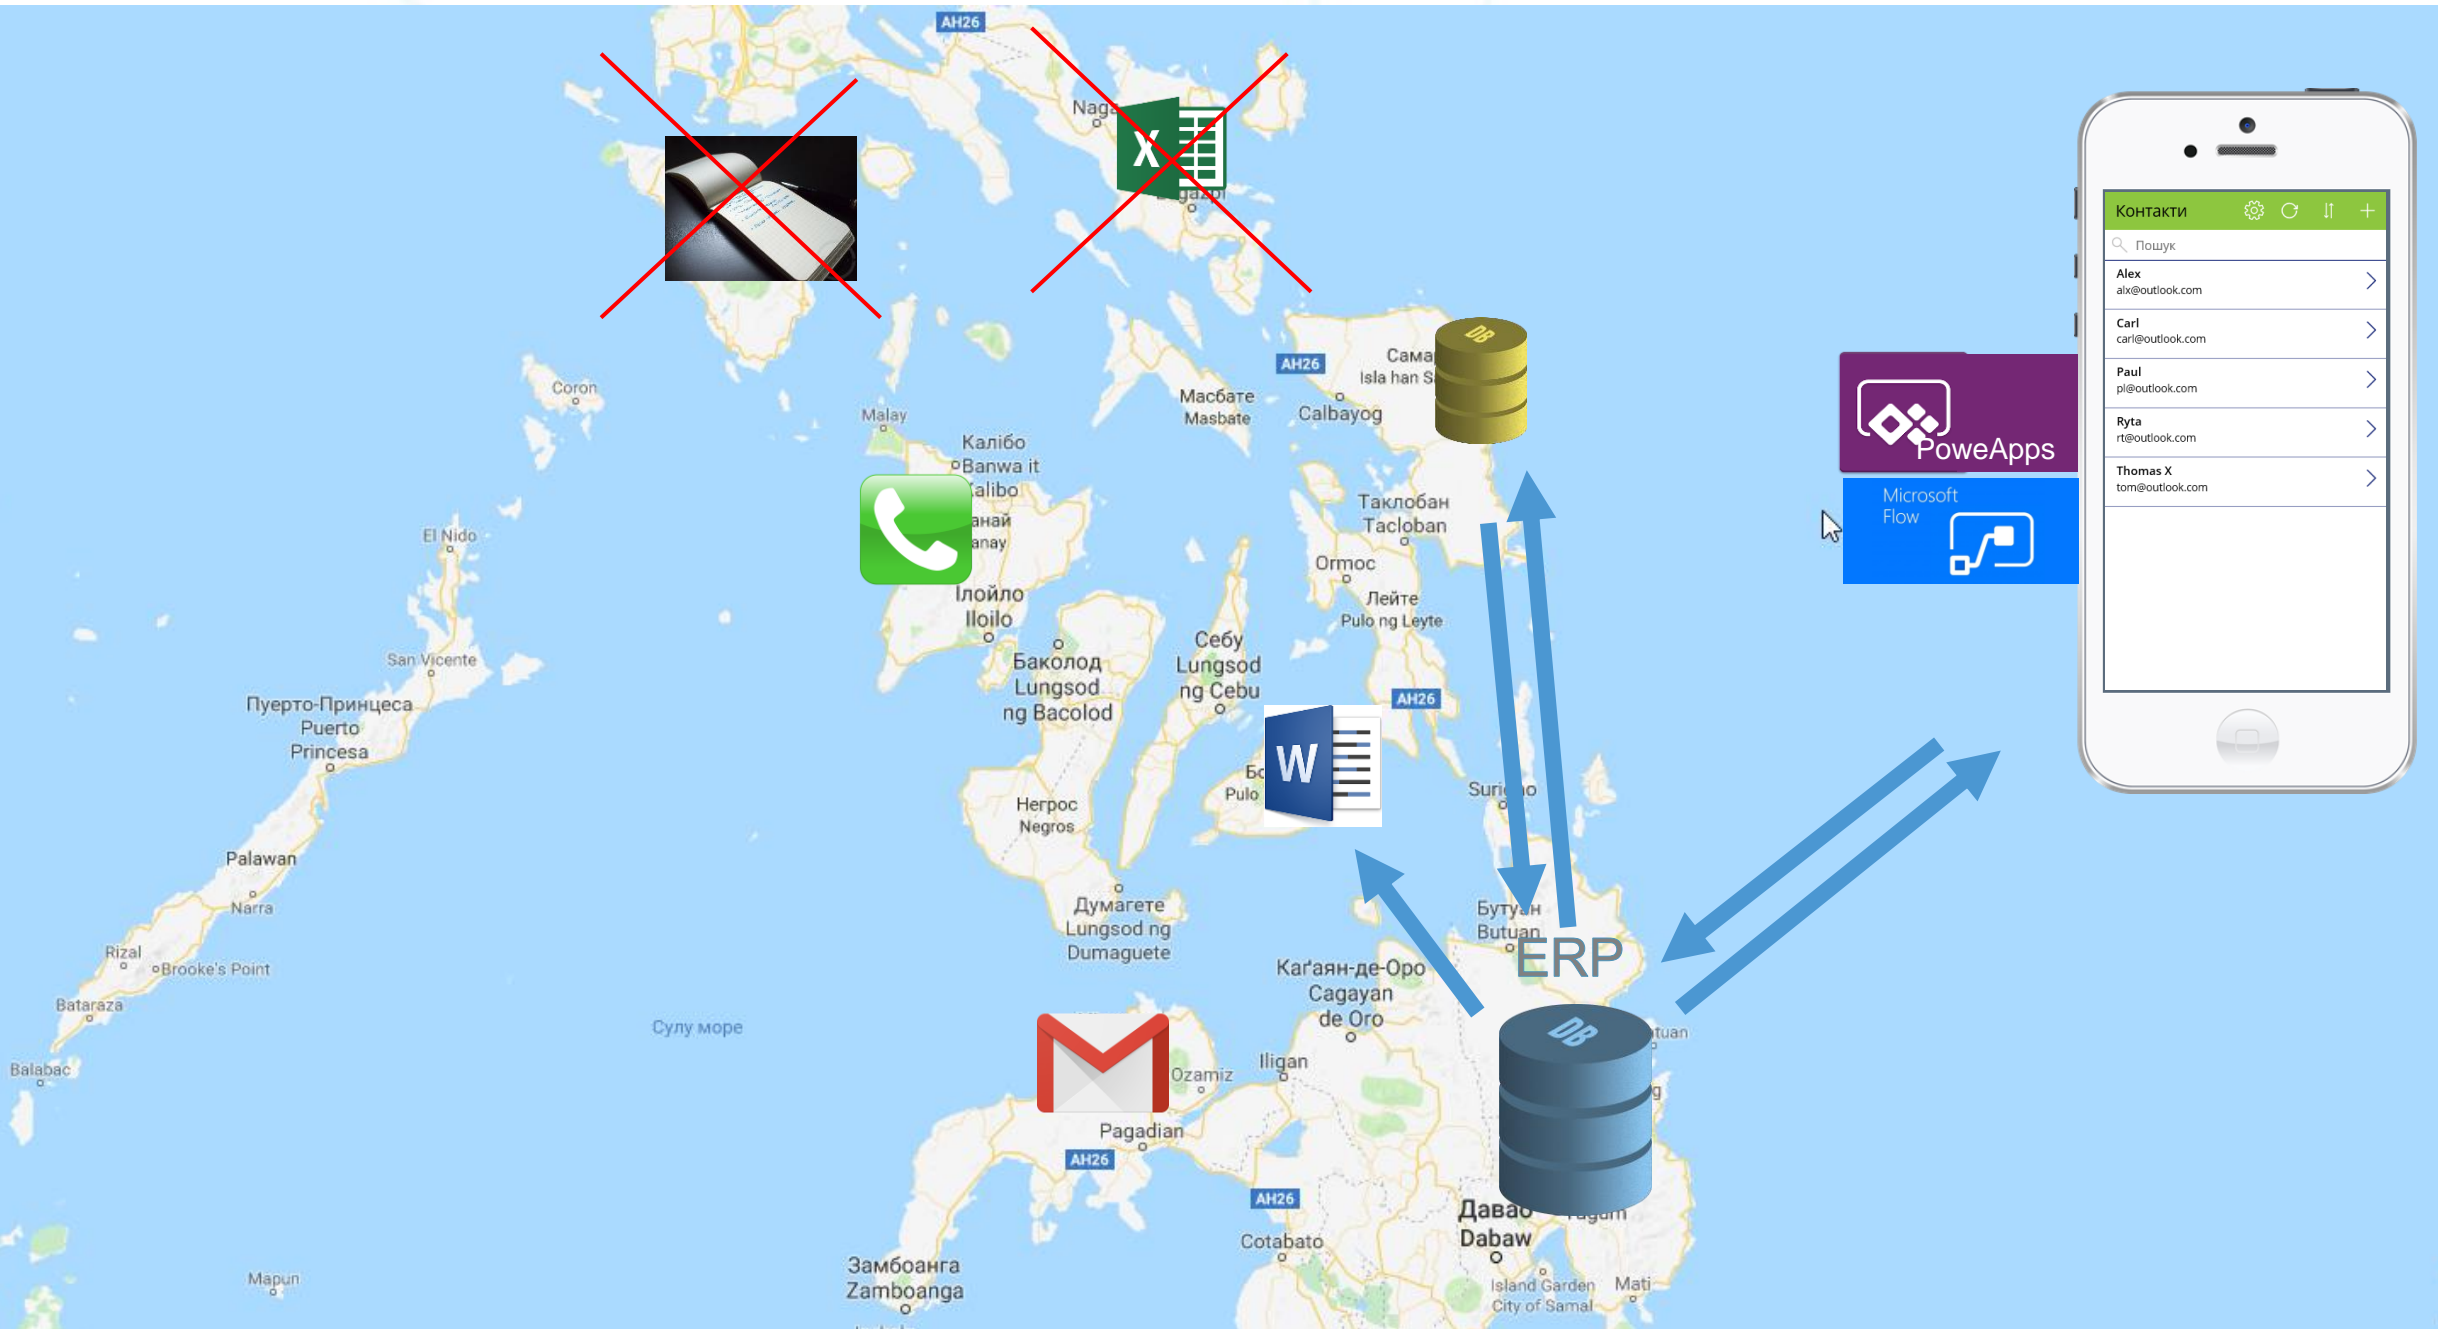 AH26
Naga
X
Контакти
Пошук
Alex
alx@outlook.com
Carl
carl@outlook.com
Paul
pl@outlook.com
Ryta
rt@outlook.com
Thomas X
tom@outlook.com
PoweApps
Microsoft
Flow
DB
AH26
Isla han
Calbayog
Масбате
Masbate
Coron
Malay
Калібо
Banwa it
Таклобан
Tacloban
Ormoc
Лейте
Pulo ng Leyte
El Nido
Ілойло
Iloilo
Себу
Lungsod
ng Cebu
Баколод
Lungsod
ng Bacolod
San Vicente
AH26
Пуерто-Принцеса
Puerto
Princesa
W
Pulo
Негрос
Negros
Palawan
Narra
Думагете
Lungsod ng
Dumaguete
Бутуан
Butuan
ERP
Rizal
Brooke's Point
Каґаян-де-Оро
Cagayan
de Oro
Bataraza
Сулу море
DB
Iligan
Ozamiz
Balabac
Pagadian
AH26
AH26
Давао
Dabaw
Cotabato
Замбоанга
Zamboanga
Mapun
Island Garden
City of Samal
Mati